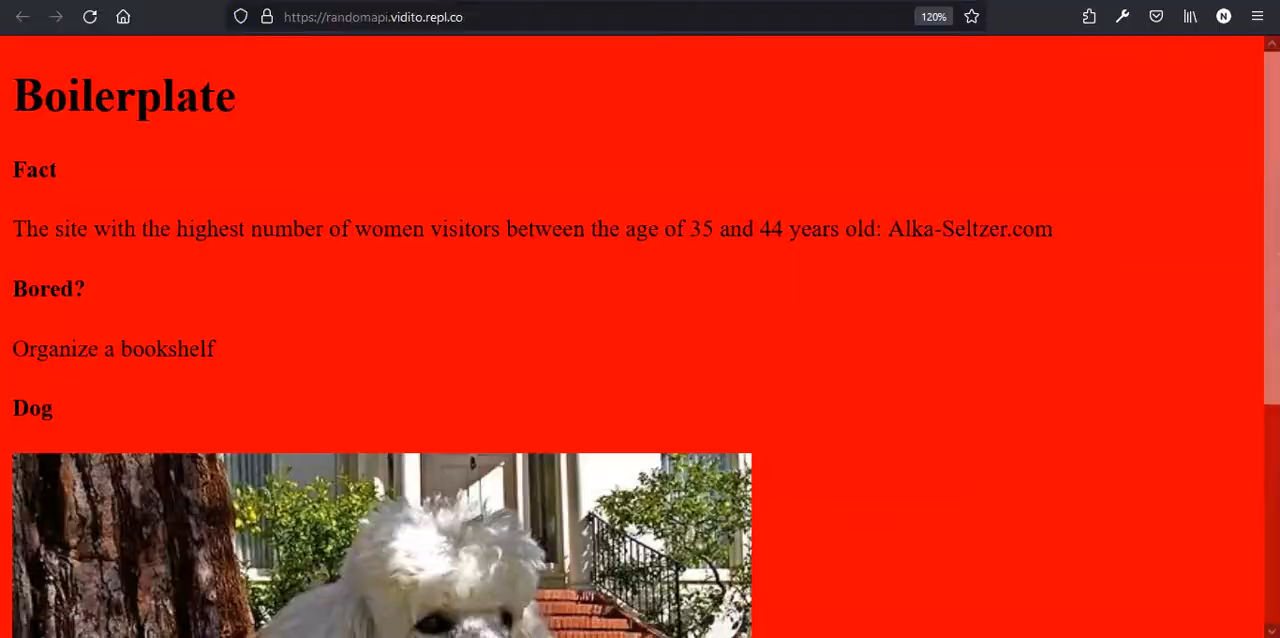 https://randomapi.vidito.repl.co
120%
N
Boilerplate
Fact
The site with the highest number of women visitors between the age of 35 and 44 years old: Alka-Seltzer.com
Bored?
Organize a bookshelf
Dog